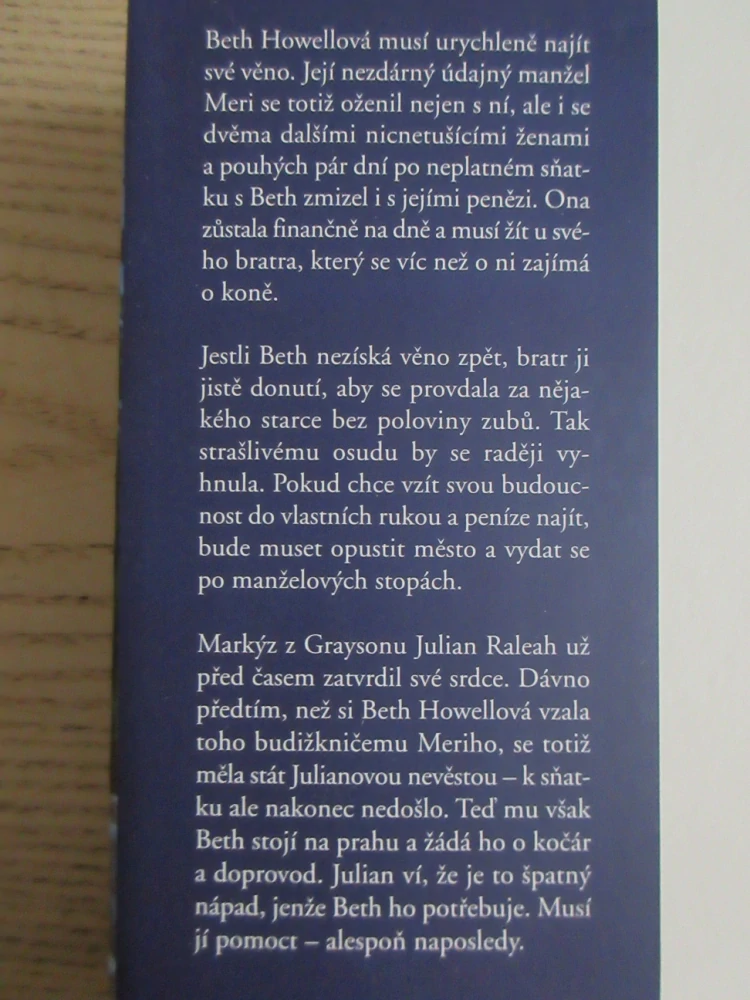 Beth Howellová musí urychleně najít
své věno. Její nezdárný údajný manžel
Meri se totiž oženil nejen s ní, ale i se
dvěma dalšími nicnetušícími ženami
a pouhých pár dní po neplatném sňat-
ku s Beth zmizel i s jejími penězi. Ona
zůstala finančně na dně a musí žít u své-
ho bratra, který se víc než o ni zajímá
o koně.

Jestli Beth nezíská věno zpět, bratr ji
jistě donutí, aby se provdala za něja-
kého starce bez poloviny zubů. Tak
strašlivému osudu by se raději vy-
hnula. Pokud chce vzít svou budouc-
nost do vlastních rukou a peníze najít,
bude muset opustit město a vydat se
po manželových stopách.

Markýz z Graysonu Julian Raleah už
před časem zatvrdil své srdce. Dávno
předtím, než si Beth Howellová vzala
toho budižkničemu Meriho, se totiž
měla stát Julianovou nevěstou – k sňat-
ku ale nakonec nedošlo. Teď mu však
Beth stojí na prahu a žádá ho o kočár
a doprovod. Julian ví, že je to špatný
nápad, jenže Beth ho potřebuje. Musí
jí pomoct – alespoň naposledy.